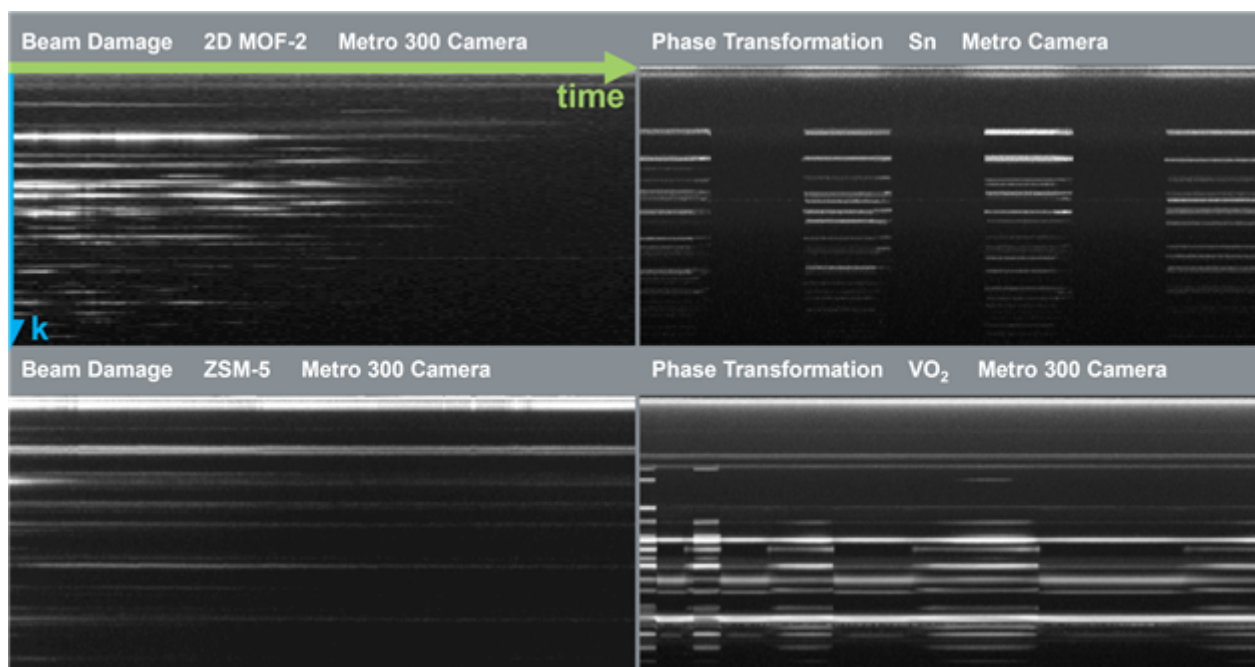 Beam Damage 2D MOF-2 Metro 300 Camera
Phase Transformation Sn Metro Camera
time
k
Beam Damage ZSM-5 Metro 300 Camera
Phase Transformation VO₂ Metro 300 Camera